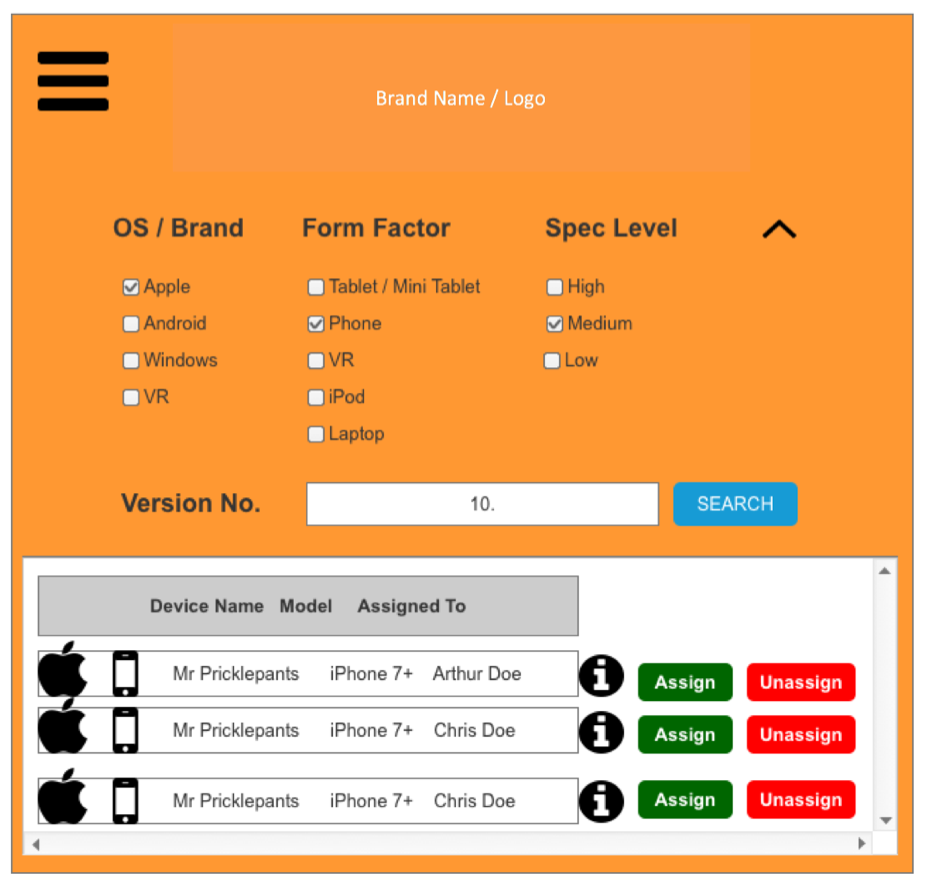 Brand Name / Logo
OS / Brand Form Factor Spec Level
Apple Tablet / Mini Tablet High
Android Phone Medium
Windows VR Low
VR iPod
Laptop
Version No. 10. SEARCH
Device Name Model Assigned To
Mr Pricklepants iPhone 7+ Arthur Doe Assign Unassign
Mr Pricklepants iPhone 7+ Chris Doe Assign Unassign
Mr Pricklepants iPhone 7+ Chris Doe Assign Unassign